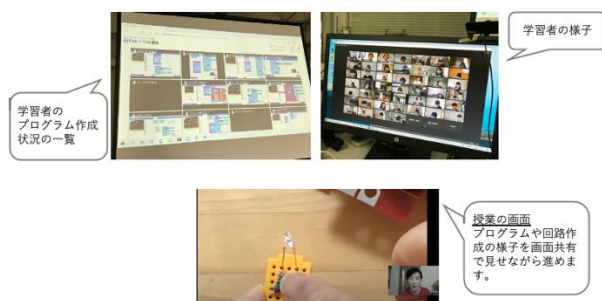 学習者の様子
学習者の
プログラム作成
状況の一覧
授業の画面
プログラムや回路作
成の様子を画面共有
で見せながら進めま
す。